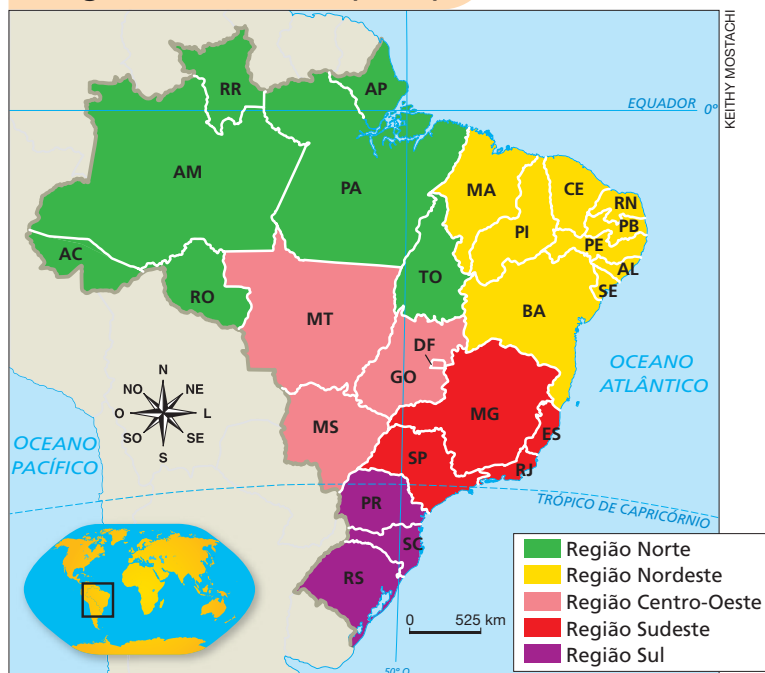 KEITHY MOSTACHI
RR
AP
EQUADOR
0°
AM
PA
MA
CE
RN
PB
PI
PE
AL
SE
AC
TO
RO
BA
MT
DF
GO
OCEANO
ATLÂNTICO
N
NO
NE
O
L
SO
SE
S
MS
MG
ES
OCEANO
PACÍFICO
SP
RJ
PR
TRÓPICO DE CAPRICÓRNIO
SC
RS
0
525 km
50° O
Região Norte
Região Nordeste
Região Centro-Oeste
Região Sudeste
Região Sul